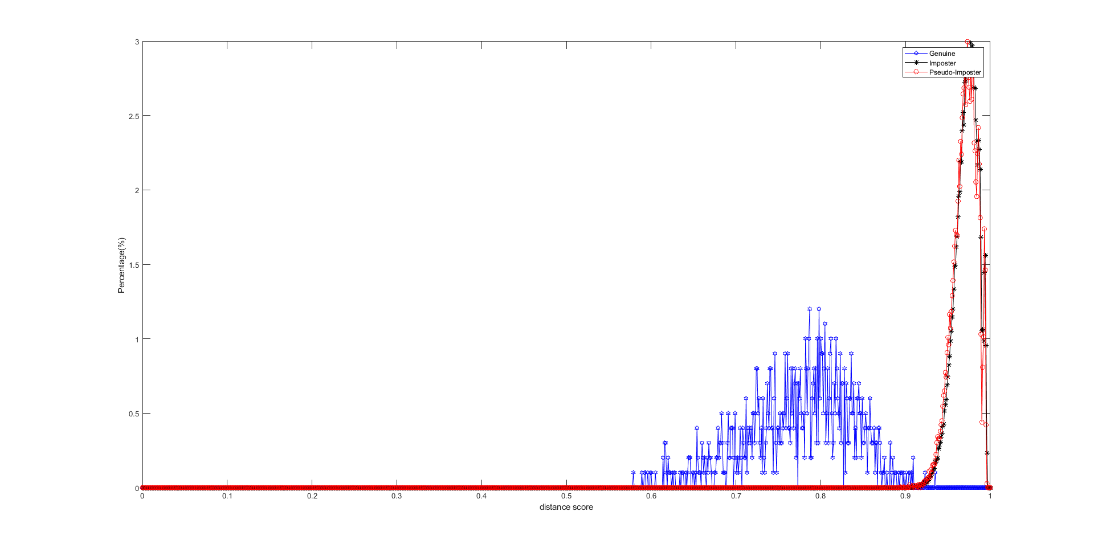 3
2.5
2
1.5
1
0.5
0
Percentage(%)
Genuine
Imposter
Pseudo-Imposter
0 0.1 0.2 0.3 0.4 0.5 0.6 0.7 0.8 0.9 1
distance score